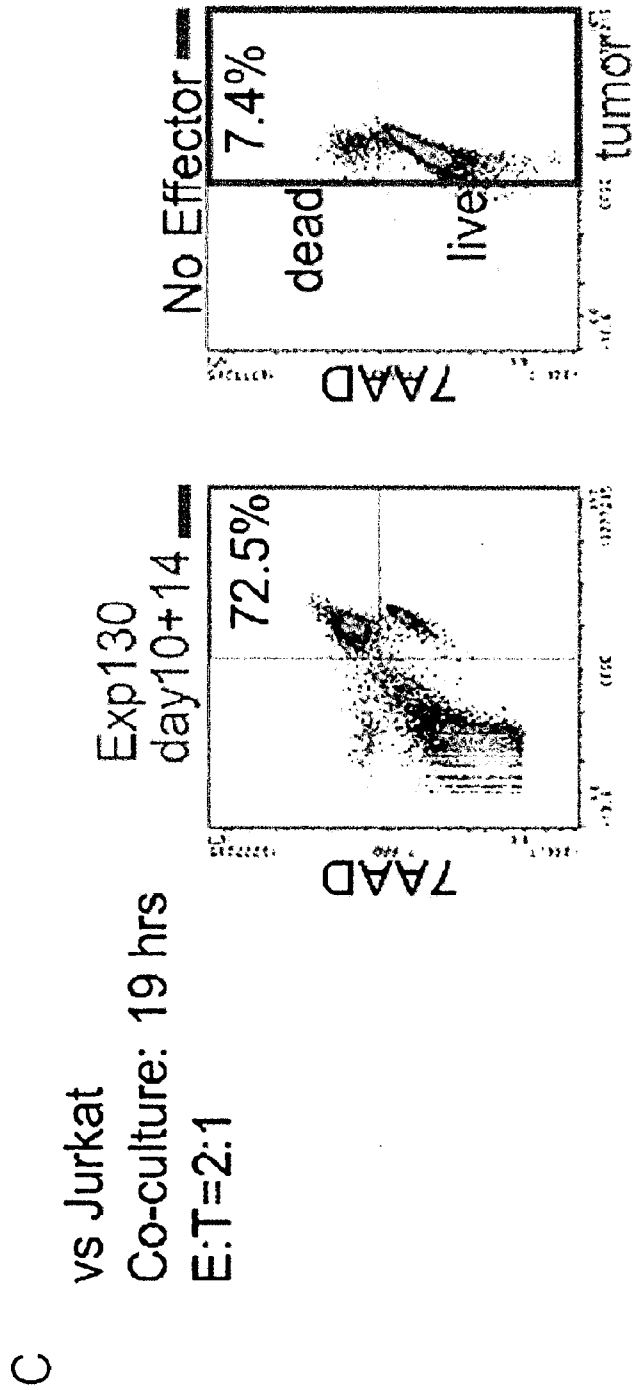 C
vs Jurkat
Co-culture: 19 hrs
E:T=2:1
Exp130
day10+14
72.5%
7AAD
No Effector
7.4%
dead
live
7AAD
tumor